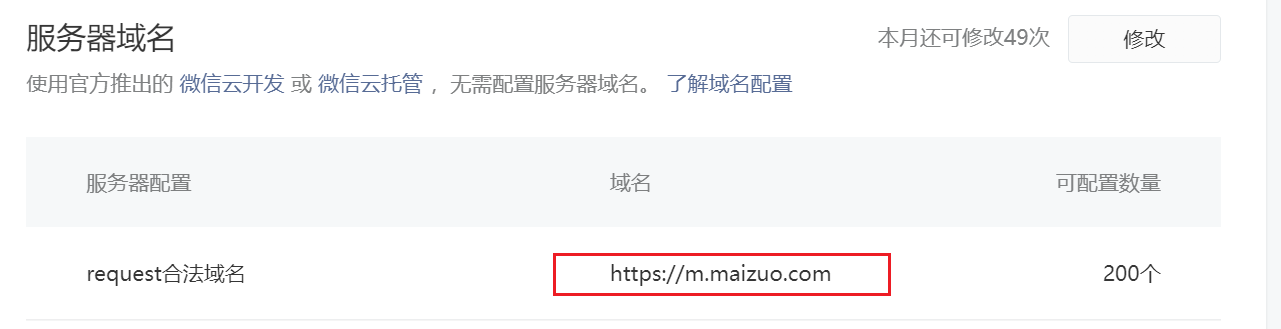 服务器域名
本月还可修改49次 修改
使用官方推出的 微信云开发 或 微信云托管 ，无需配置服务器域名。 了解域名配置
服务器配置 域名 可配置数量
request合法域名 https://m.maizuo.com 200个